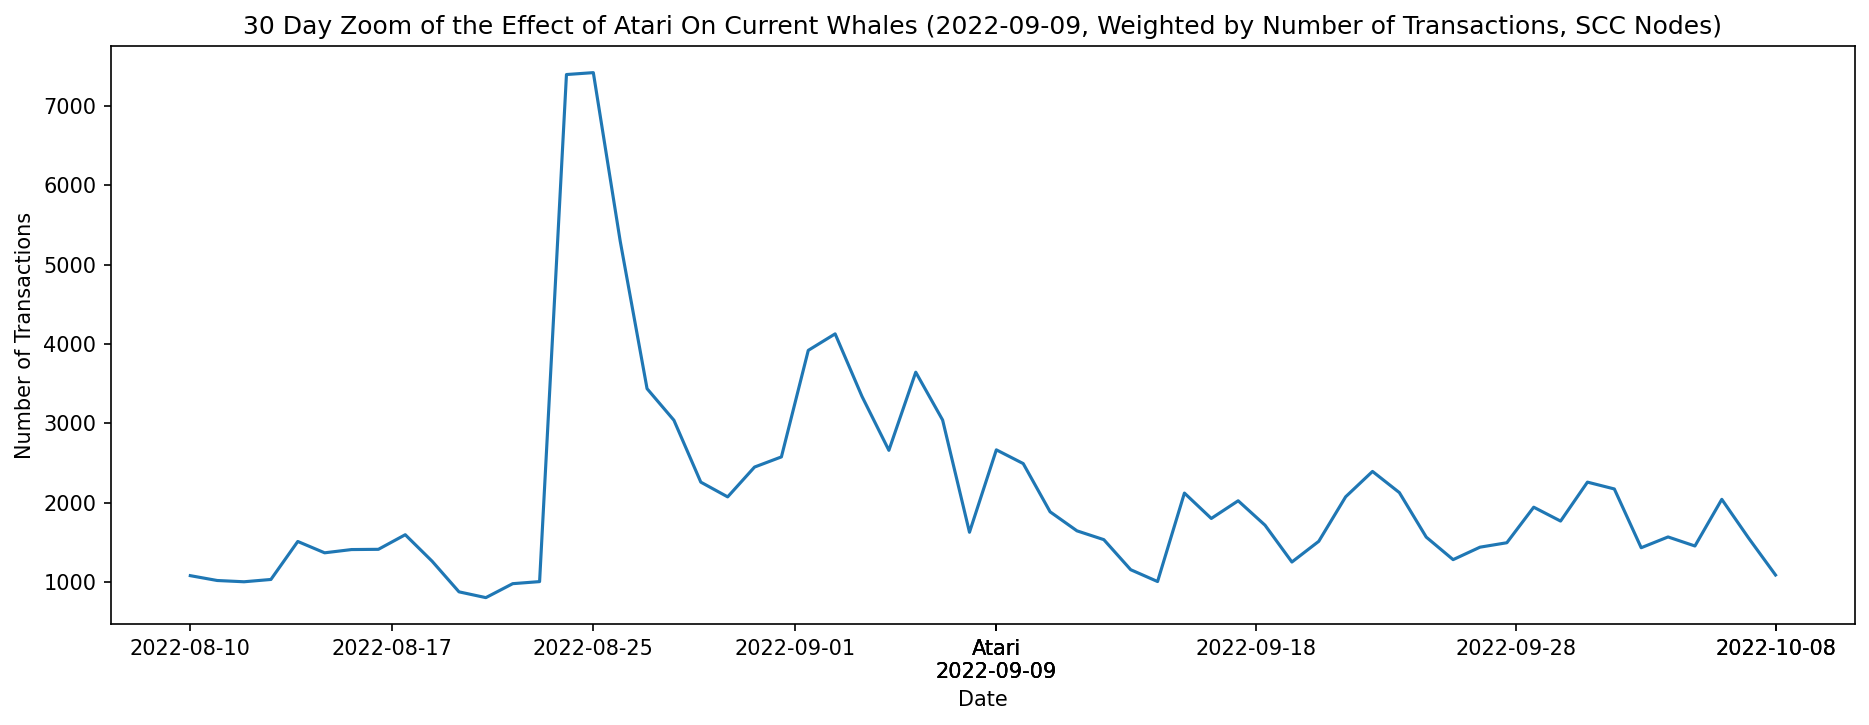 30 Day Zoom of the Effect of Atari On Current Whales (2022-09-09, Weighted by Number of Transactions, SCC Nodes)
Number of Transactions
7000
6000
5000
4000
3000
2000
1000
2022-08-10 2022-08-17 2022-08-25 2022-09-01 Atari 2022-09-18 2022-09-28 2022-10-08
2022-09-09
Date